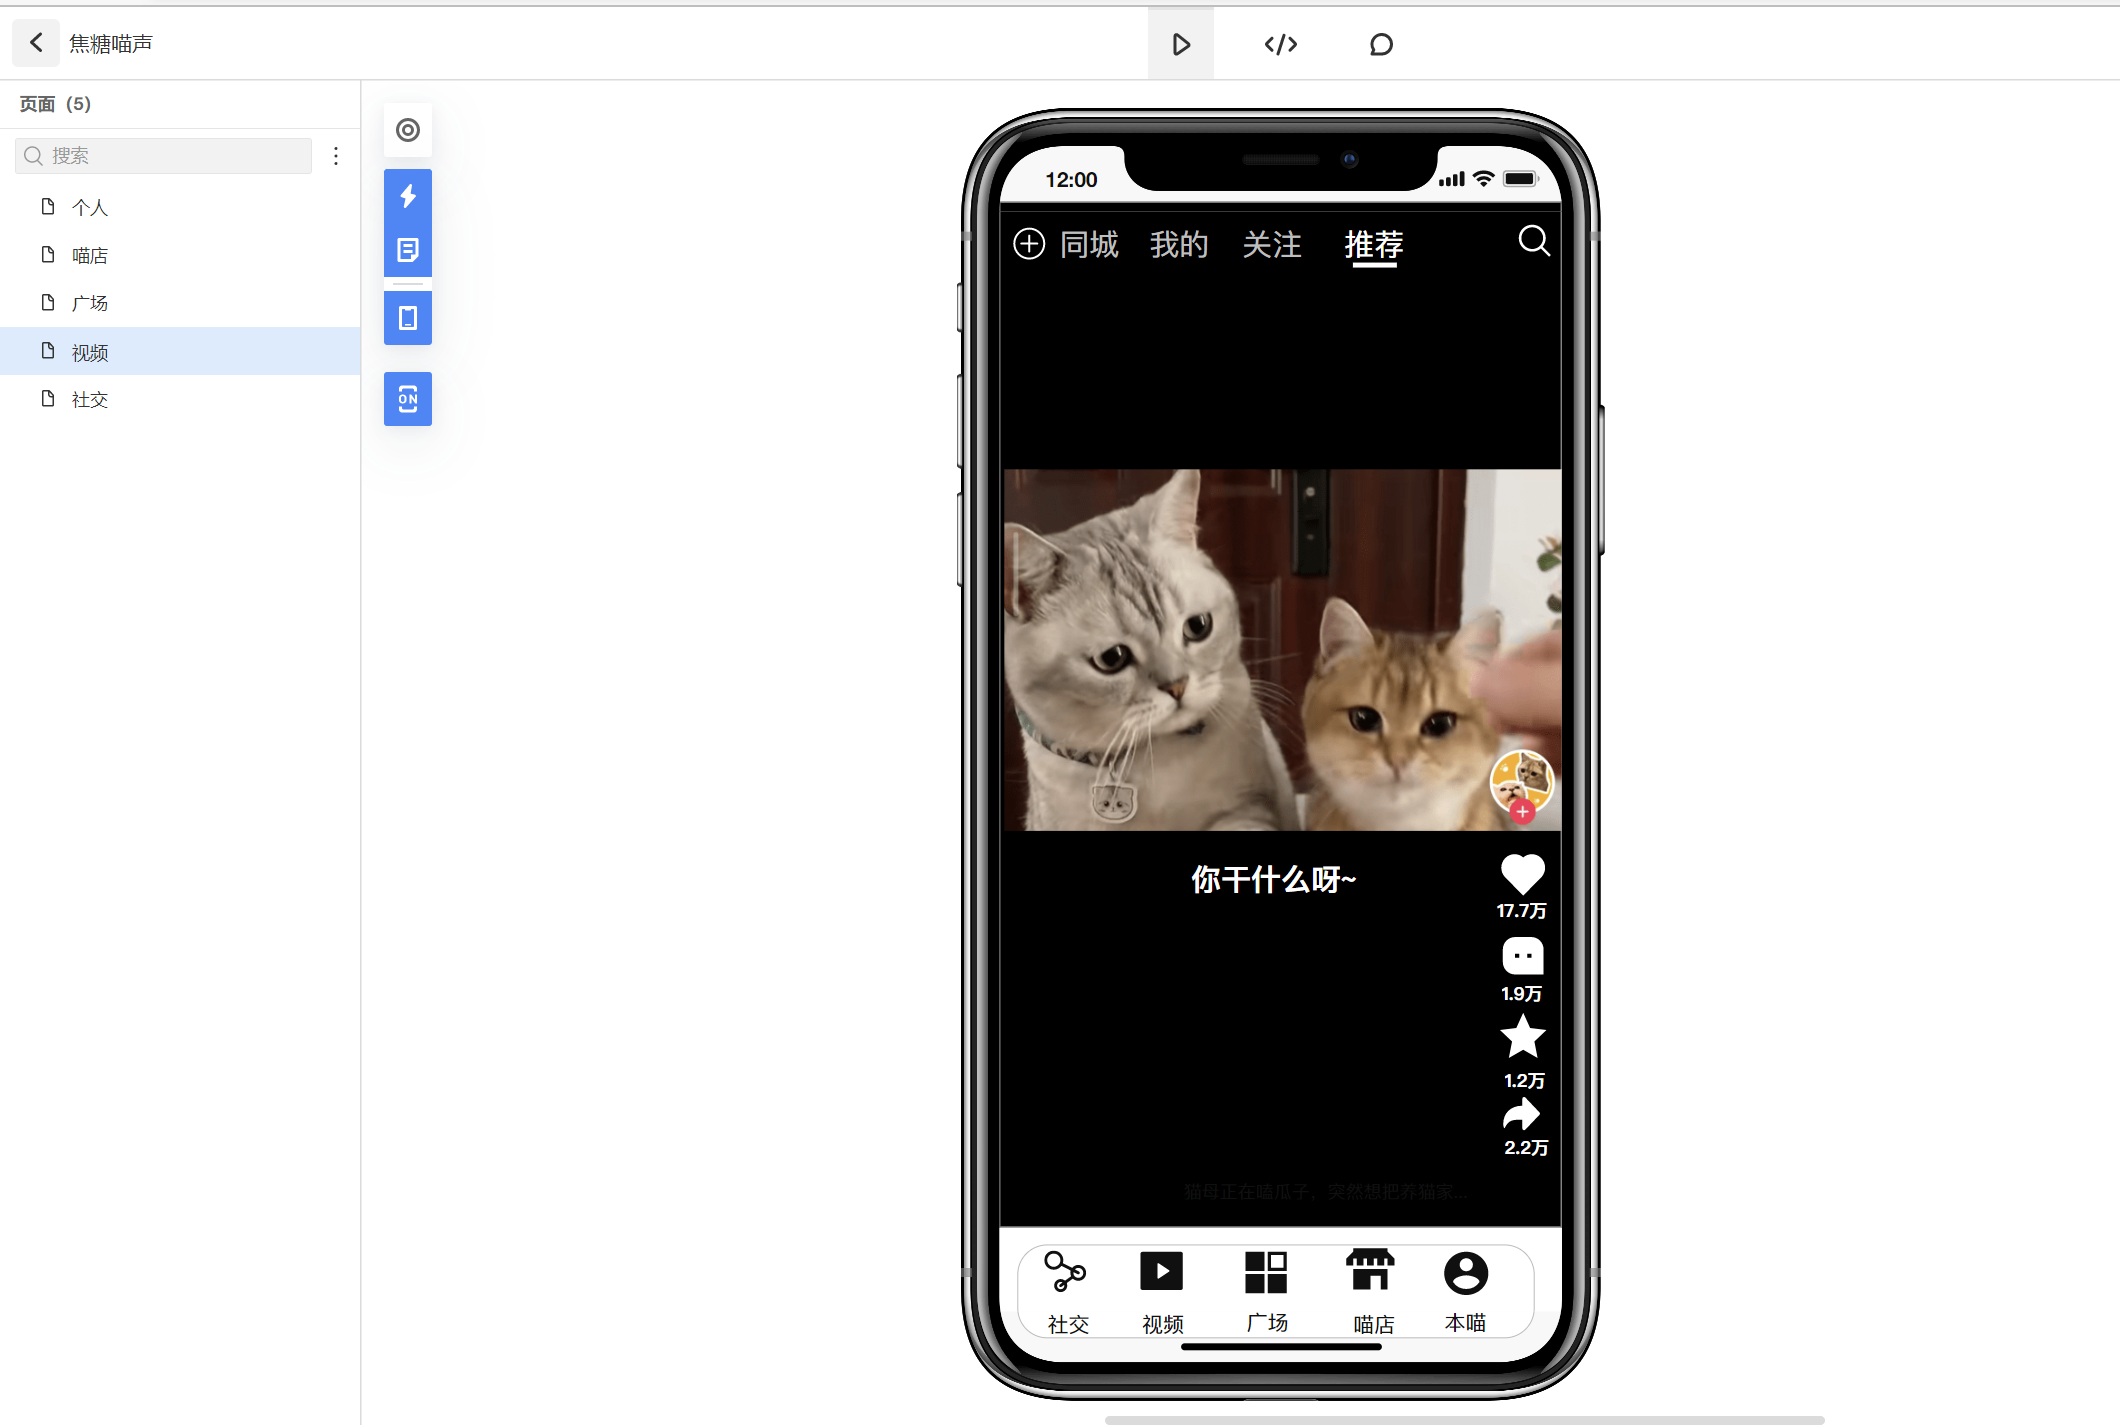 焦糖喵声
页面（5）
搜索
个人
喵店
广场
视频
社交
ON
12:00
同城 我的 关注 推荐
你干什么呀~
17.7万
1.9万
1.2万
2.2万
猫母正在嗑瓜子，突然想把养猫家...
社交 视频 广场 喵店 本喵